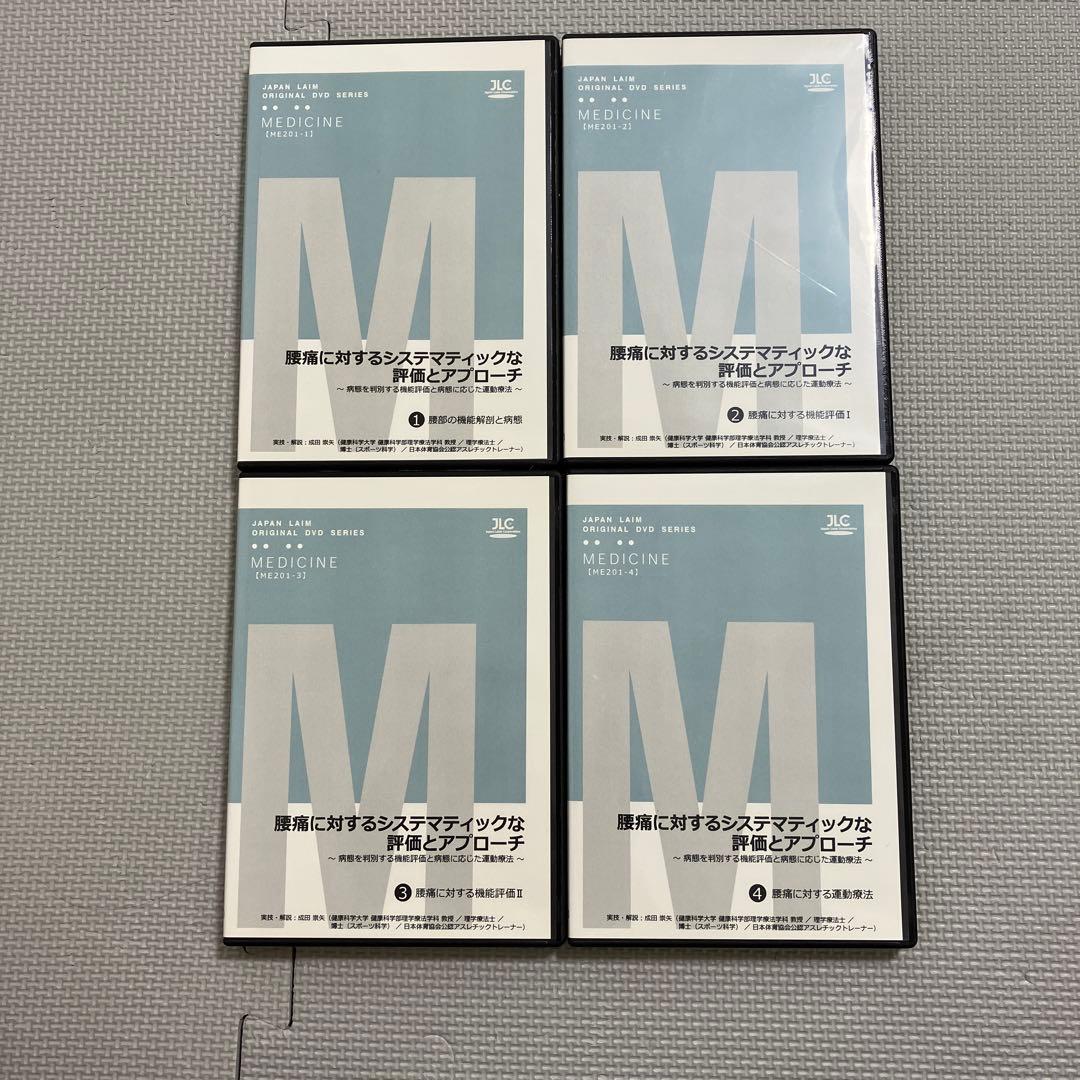 JAPAN LAIM
ORIGINAL DVD SERIES
JLC
Japan Laim Corporation
MEDICINE
【ME201-1】
M
腰痛に対するシステマティックな
評価とアプローチ
～ 病態を判別する機能評価と病態に応じた運動療法 ～
❶ 腰部の機能解剖と病態
実技・解説：成田 崇矢（健康科学大学 健康科学部理学療法学科 教授 ／ 理学療法士 ／
博士（スポーツ科学） ／ 日本体育協会公認アスレチックトレーナー）
JAPAN LAIM
ORIGINAL DVD SERIES
JLC
Japan Laim Corporation
MEDICINE
【ME201-2】
M
腰痛に対するシステマティックな
評価とアプローチ
～ 病態を判別する機能評価と病態に応じた運動療法 ～
❷ 腰痛に対する機能評価Ⅰ
実技・解説：成田 崇矢（健康科学大学 健康科学部理学療法学科 教授 ／ 理学療法士 ／
博士（スポーツ科学） ／ 日本体育協会公認アスレチックトレーナー）
JAPAN LAIM
ORIGINAL DVD SERIES
JLC
Japan Laim Corporation
MEDICINE
【ME201-3】
M
腰痛に対するシステマティックな
評価とアプローチ
～ 病態を判別する機能評価と病態に応じた運動療法 ～
❸ 腰痛に対する機能評価Ⅱ
実技・解説：成田 崇矢（健康科学大学 健康科学部理学療法学科 教授 ／ 理学療法士 ／
博士（スポーツ科学） ／ 日本体育協会公認アスレチックトレーナー）
JAPAN LAIM
ORIGINAL DVD SERIES
JLC
Japan Laim Corporation
MEDICINE
【ME201-4】
M
腰痛に対するシステマティックな
評価とアプローチ
～ 病態を判別する機能評価と病態に応じた運動療法 ～
❹ 腰痛に対する運動療法
実技・解説：成田 崇矢（健康科学大学 健康科学部理学療法学科 教授 ／ 理学療法士 ／
博士（スポーツ科学） ／ 日本体育協会公認アスレチックトレーナー）